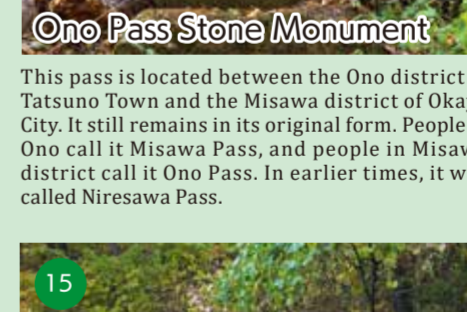 Ono Pass Stone Monument
This pass is located between the Ono district
Tatsuno Town and the Misawa district of
City. It still remains in its original form. People
Ono call it Misawa Pass, and people in
district call it Ono Pass. In earlier times, it
called Niresawa Pass.
15